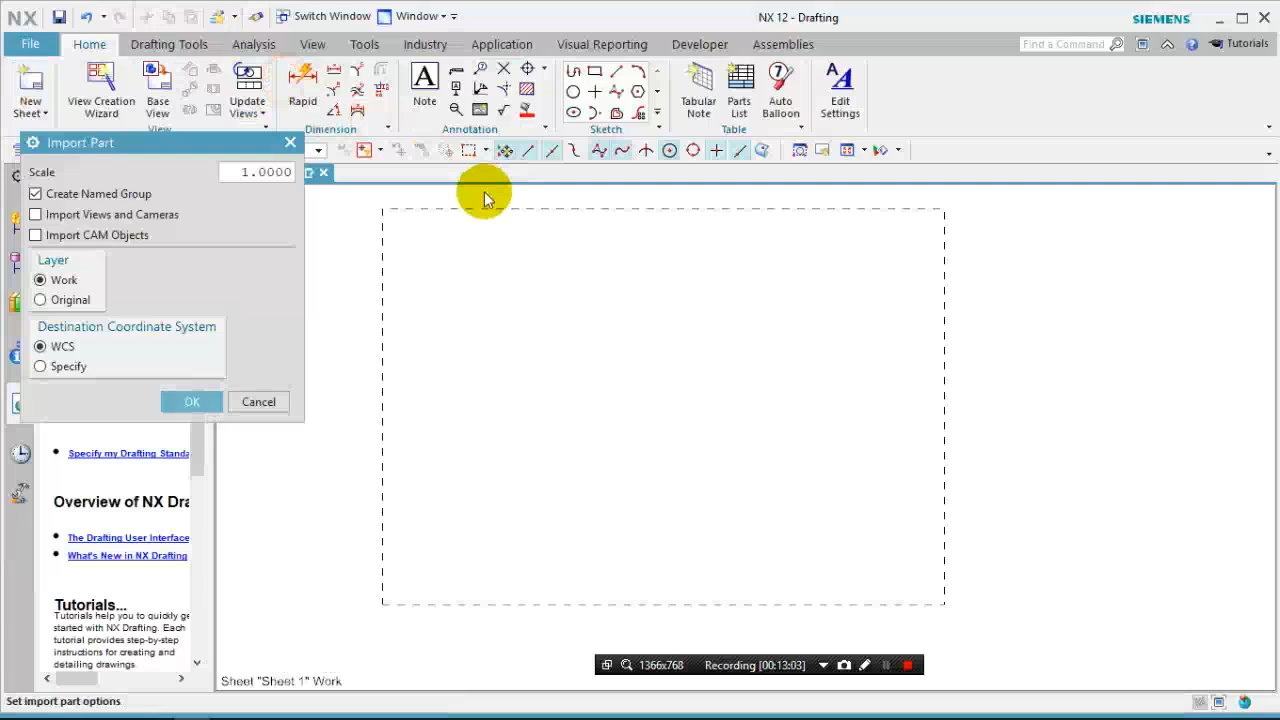 NX
Switch Window
Window
NX 12 - Drafting
SIEMENS
File
Home
Drafting Tools
Analysis
View
Tools
Industry
Application
Visual Reporting
Developer
Assemblies
Find a Command
Tutorials
New
Sheet
View Creation
Wizard
Base
View
Update
Views
Rapid
A
Note
Tabular
Note
Parts
List
Auto
Balloon
Edit
Settings
View
Dimension
Annotation
Sketch
Table
Import Part
Scale
1.0000
Create Named Group
Import Views and Cameras
Import CAM Objects
Layer
Work
Original
Destination Coordinate System
WCS
Specify
OK
Cancel
Specify my Drafting Standa
Overview of NX Dra
The Drafting User Interface
What's New in NX Drafting
Tutorials...
Tutorials help you to quickly ge
started with NX Drafting. Each
tutorial provides step-by-step
instructions for creating and
detailing drawings.
Sheet "Sheet 1" Work
1366x768
Recording [00:13:03]
Set import part options